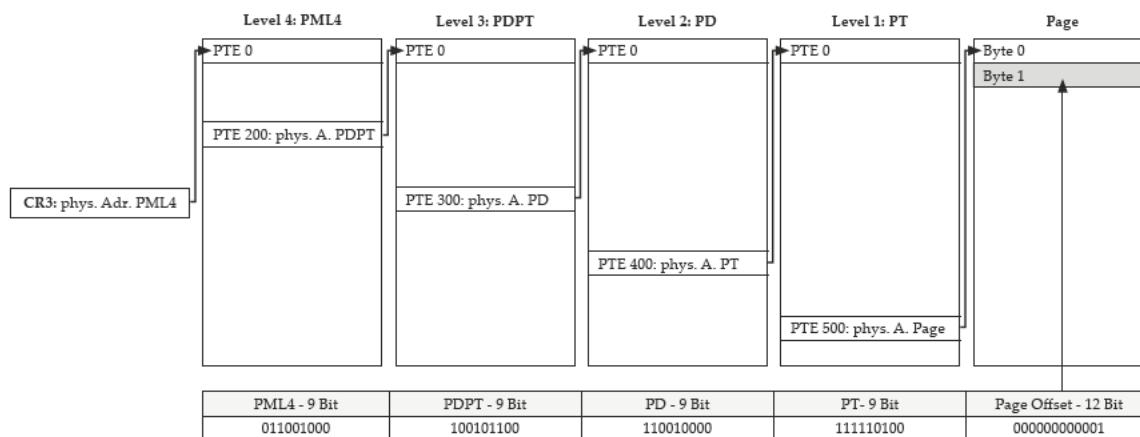 Level 4: PML4
Level 3: PDPT
Level 2: PD
Level 1: PT
Page
PTE 0
PTE 0
PTE 0
PTE 0
Byte 0
Byte 1
PTE 200: phys. A. PDPT
CR3: phys. Adr. PML4
PTE 300: phys. A. PD
PTE 400: phys. A. PT
PTE 500: phys. A. Page
PML4 - 9 Bit
PDPT - 9 Bit
PD - 9 Bit
PT- 9 Bit
Page Offset - 12 Bit
011001000
100101100
110010000
111110100
000000000001